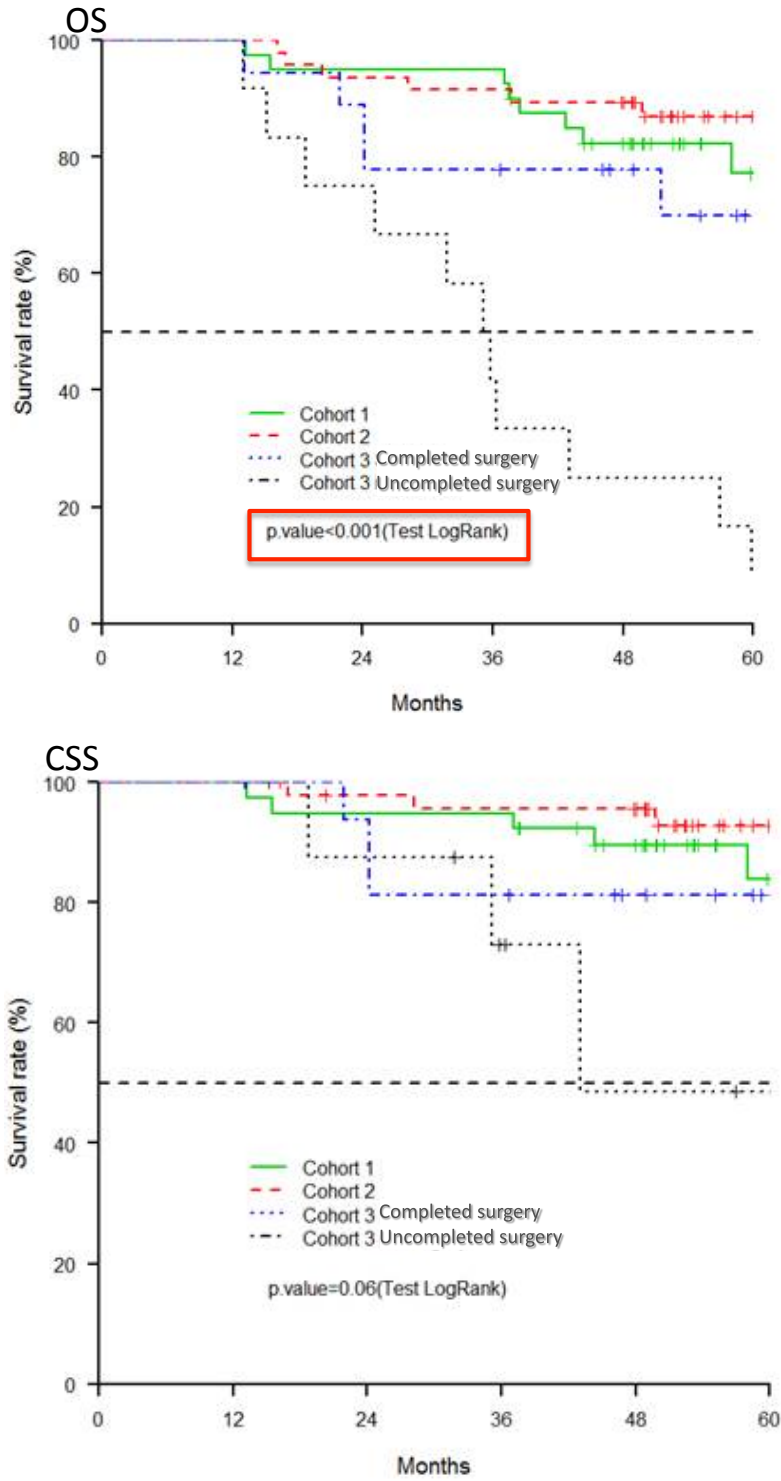 OS
100
80
60
40
20
0
Survival rate (%)
Cohort 1
Cohort 2
Cohort 3 Completed surgery
Cohort 3 Uncompleted surgery
p.value<0.001(Test LogRank)
0 12 24 36 48 60
Months
CSS
100
80
60
40
20
0
Survival rate (%)
Cohort 1
Cohort 2
Cohort 3 Completed surgery
Cohort 3 Uncompleted surgery
p.value=0.06(Test LogRank)
0 12 24 36 48 60
Months